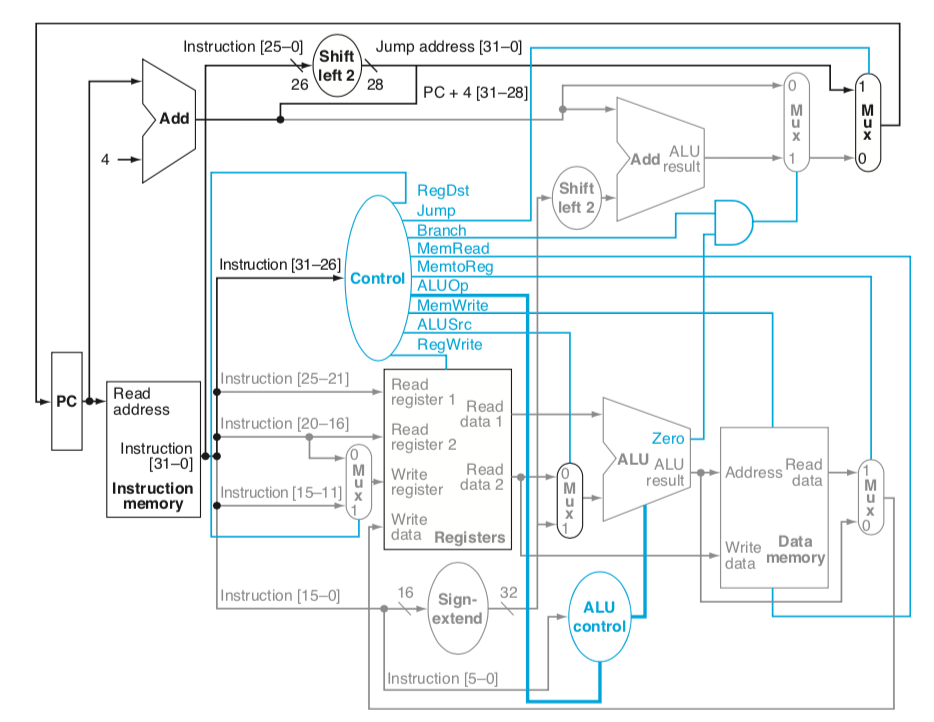 Instruction [25–0]
Shift
left 2
Jump address [31–0]
26
28
PC + 4 [31–28]
Add
4
0
M
u
x
1
1
M
u
x
0
Add
ALU
result
Shift
left 2
RegDst
Jump
Branch
MemRead
MemtoReg
ALUOp
MemWrite
ALUSrc
RegWrite
Instruction [31–26]
Control
PC
Read
address
Instruction
[31–0]
Instruction
memory
Instruction [25–21]
Instruction [20–16]
Instruction [15–11]
0
M
u
x
1
Read
register 1
Read
register 2
Write
register
Write
data
Read
data 1
Read
data 2
Registers
0
M
u
x
1
Zero
ALU
ALU
result
Address
Read
data
Write
data
Data
memory
1
M
u
x
0
Instruction [15–0]
16
Sign-
extend
32
ALU
control
Instruction [5–0]